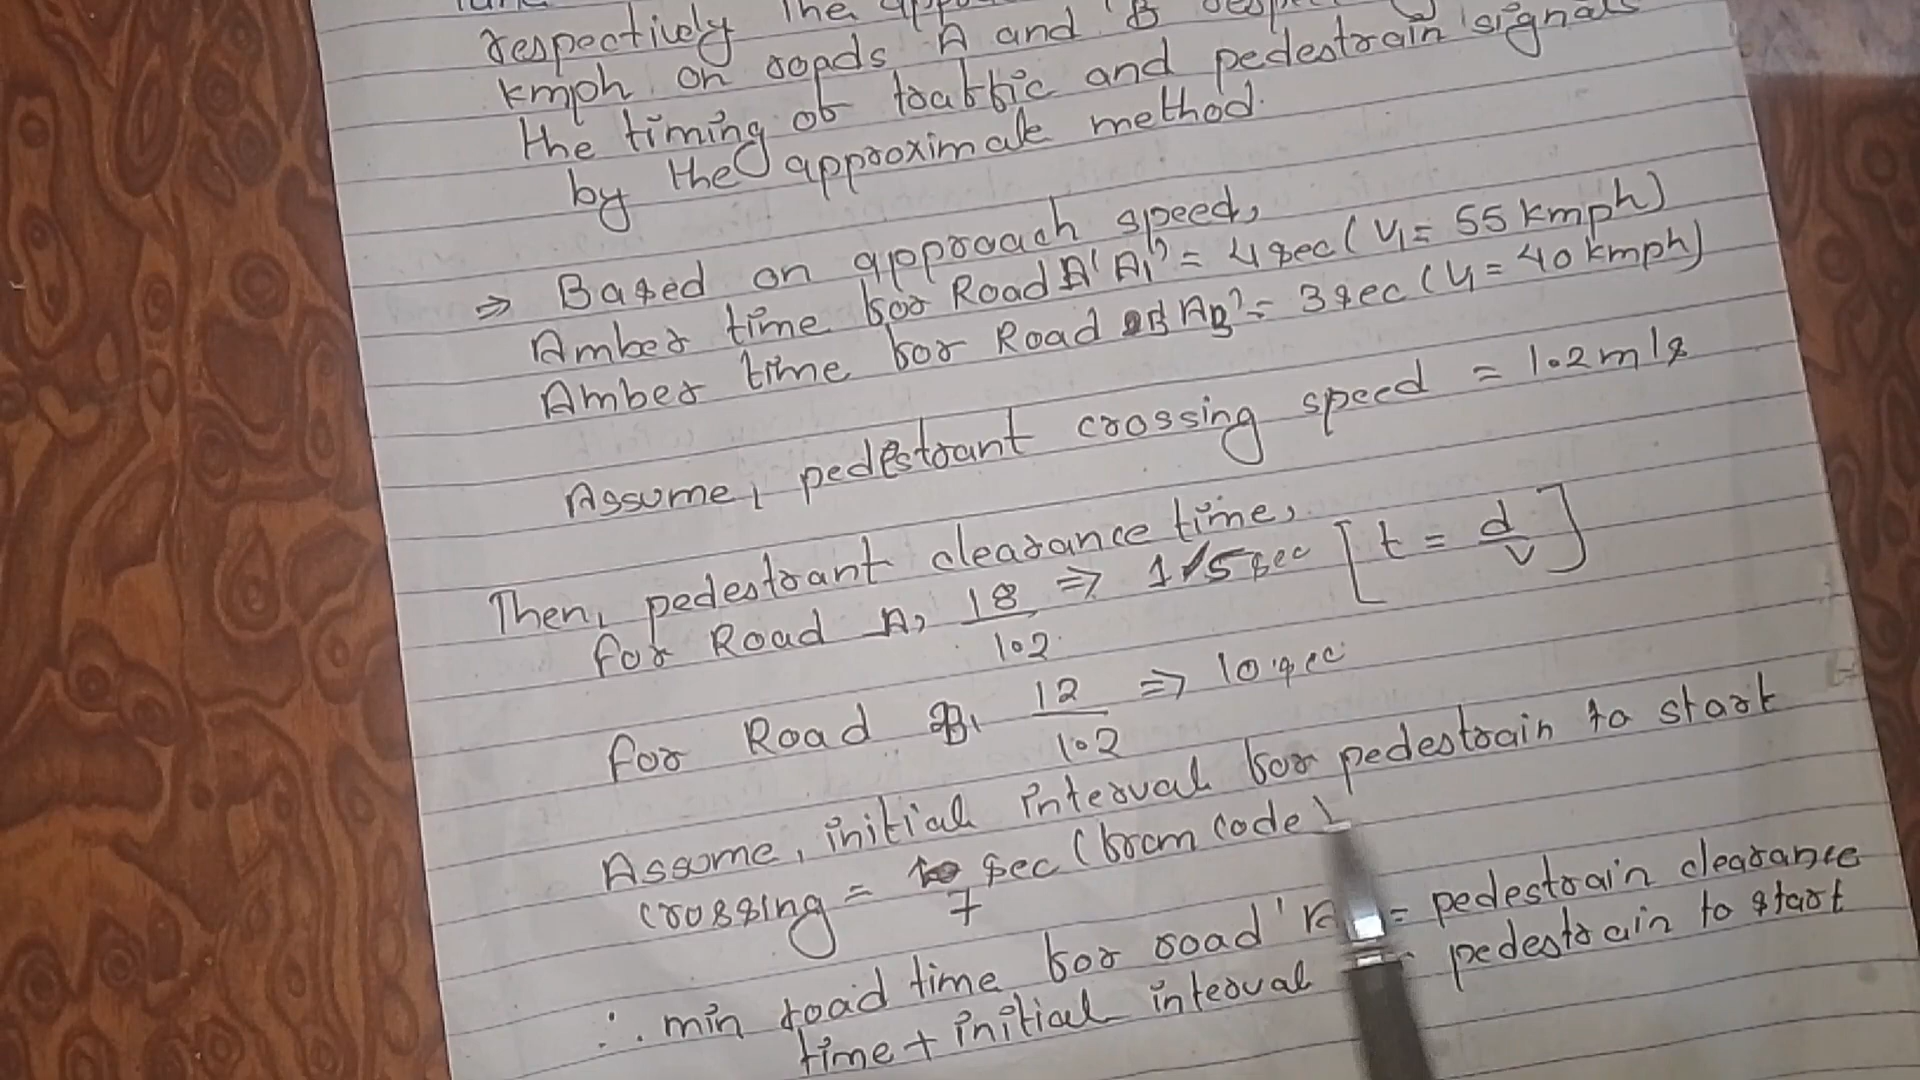 respectively The
kmph on roads A and B
the timing of traffic and pedestrain signals
by the approximate method.
⇒ Based on approach speed,
Amber time for Road A' A₁' = 4 sec ( V₁ = 55 kmph)
Amber time for Road B A_B' = 3 sec ( V₁ = 40 kmph)
Assume, pedestrant crossing speed = 1.2 m/s
Then, pedestrant clearance time,
for Road A, 18/1.2 ⇒ 15 sec [t = d/v]
for Road B, 12/1.2 ⇒ 10 sec
Assume, initial interval for pedestrain to start
crossing = 7 sec (from code)
∴ min road time for road ' = pedestrain clearance
time + initial interval pedestrain to start